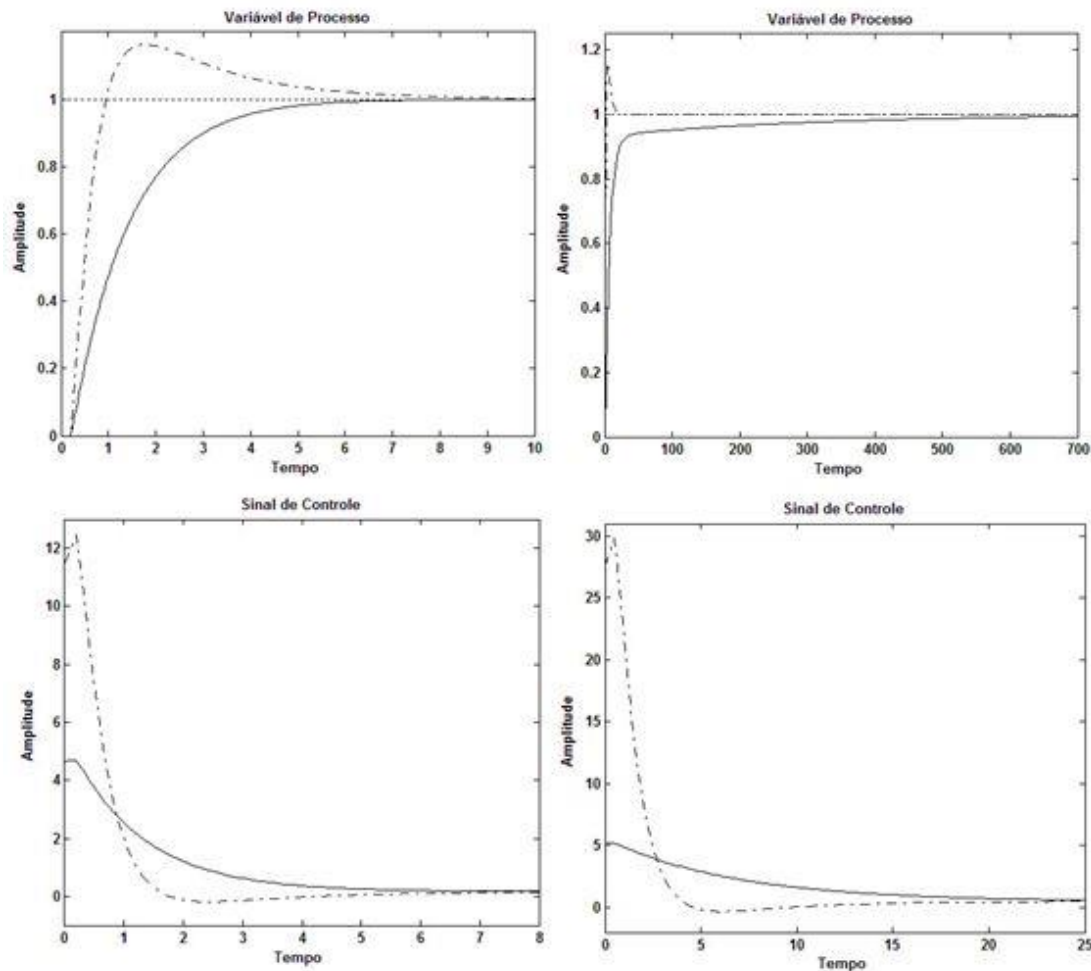 Variável de Processo
1
0.8
0.6
0.4
0.2
0
Amplitude
0 1 2 3 4 5 6 7 8 9 10
Tempo
Variável de Processo
1.2
1
0.8
0.6
0.4
0.2
0
Amplitude
0 100 200 300 400 500 600 700
Tempo
Sinal de Controle
12
10
8
6
4
2
0
Amplitude
0 1 2 3 4 5 6 7 8
Tempo
Sinal de Controle
30
25
20
15
10
5
0
Amplitude
0 5 10 15 20 25
Tempo